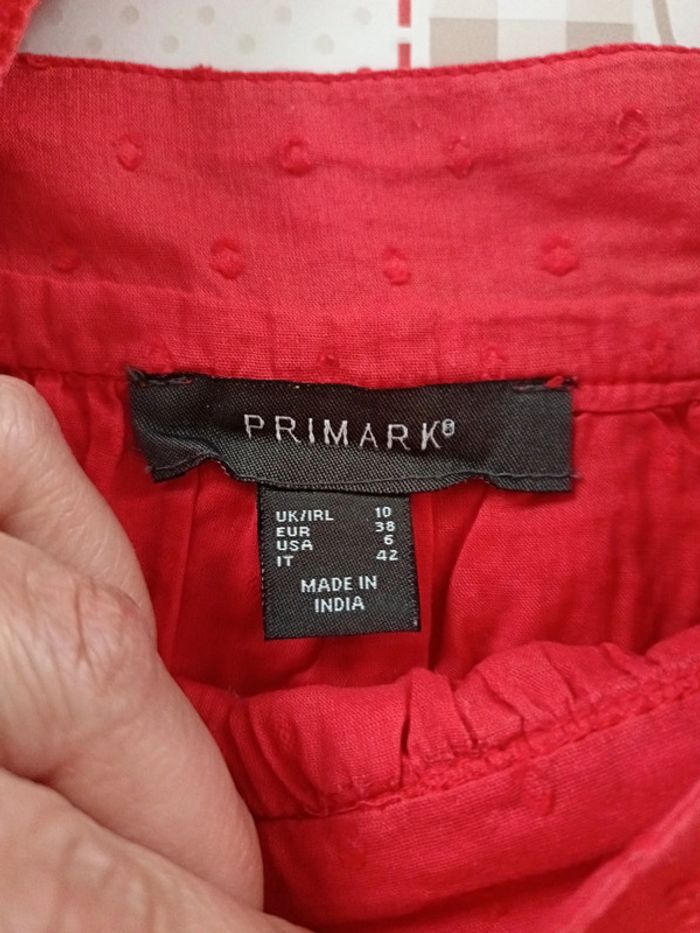 PRIMARK®
UK/IRL 10
EUR 38
USA 6
IT 42
MADE IN
INDIA